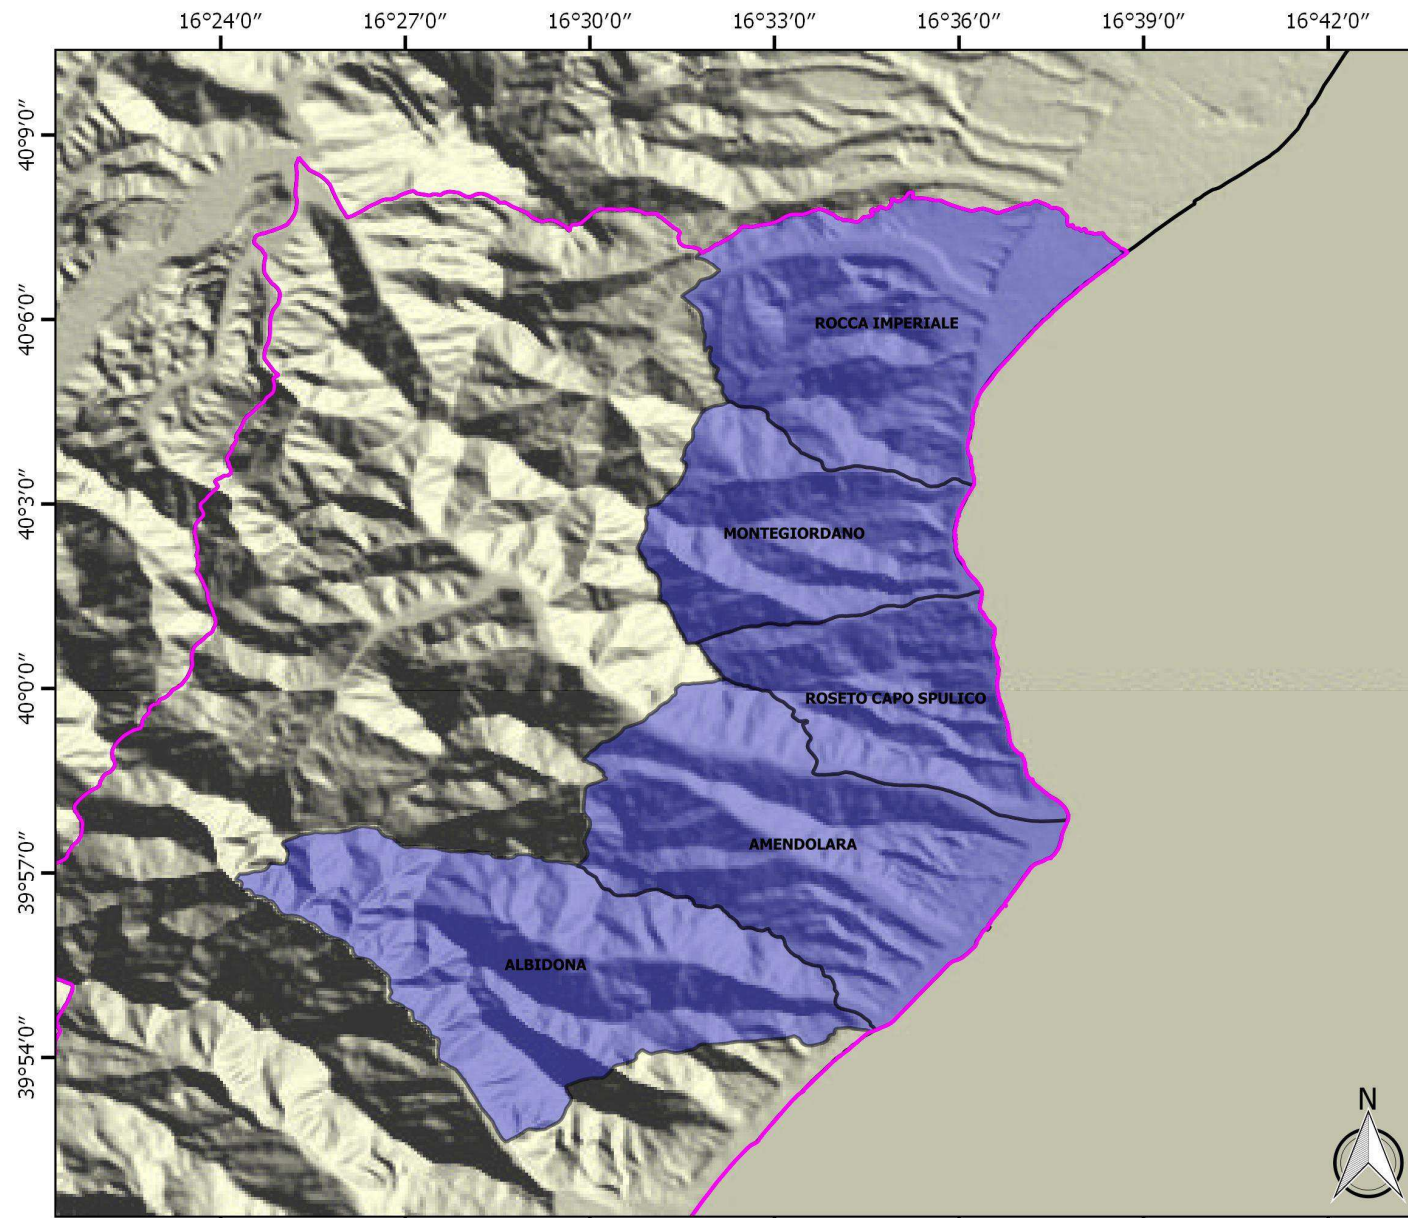 16°24′0″ 16°27′0″ 16°30′0″ 16°33′0″ 16°36′0″ 16°39′0″ 16°42′0″
40°9′0″
40°6′0″
ROCCA IMPERIALE
40°3′0″
MONTEGIORDANO
40°0′0″
ROSETO CAPO SPULICO
AMENDOLARA
39°57′0″
ALBIDONA
39°54′0″
N